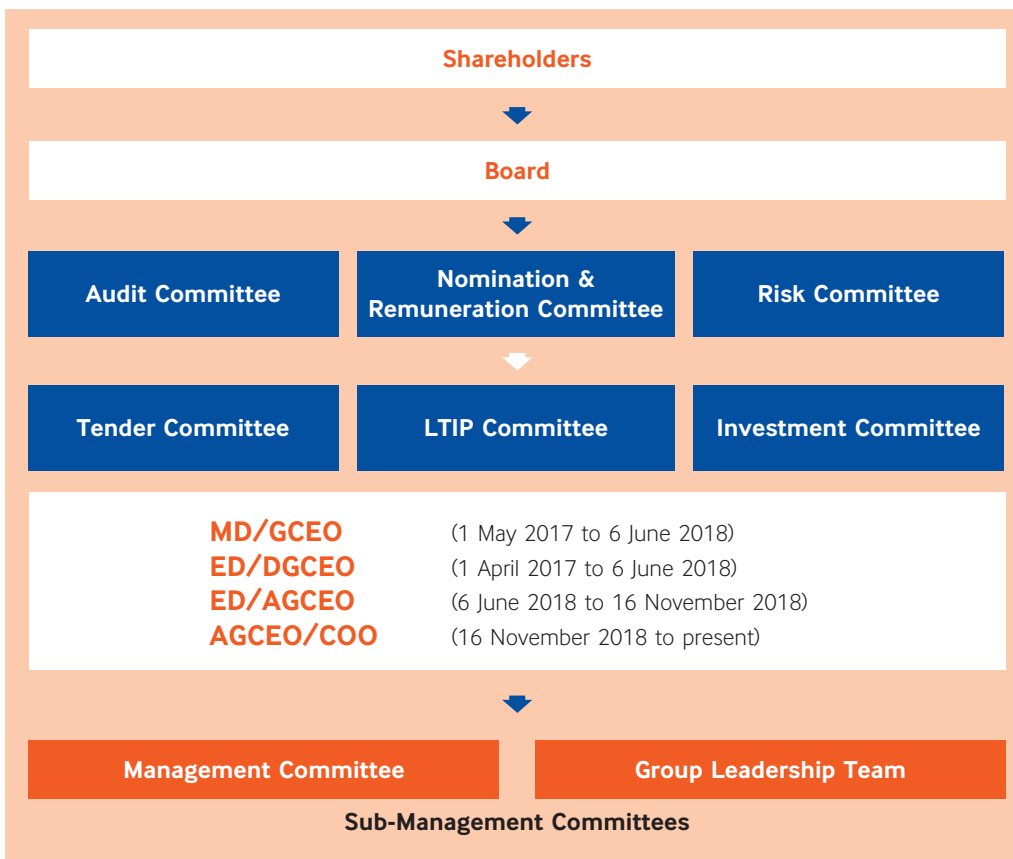 Shareholders
Board
Audit Committee
Nomination &
Remuneration Committee
Risk Committee
Tender Committee
LTIP Committee
Investment Committee
MD/GCEO (1 May 2017 to 6 June 2018)
ED/DGCEO (1 April 2017 to 6 June 2018)
ED/AGCEO (6 June 2018 to 16 November 2018)
AGCEO/COO (16 November 2018 to present)
Management Committee
Group Leadership Team
Sub-Management Committees